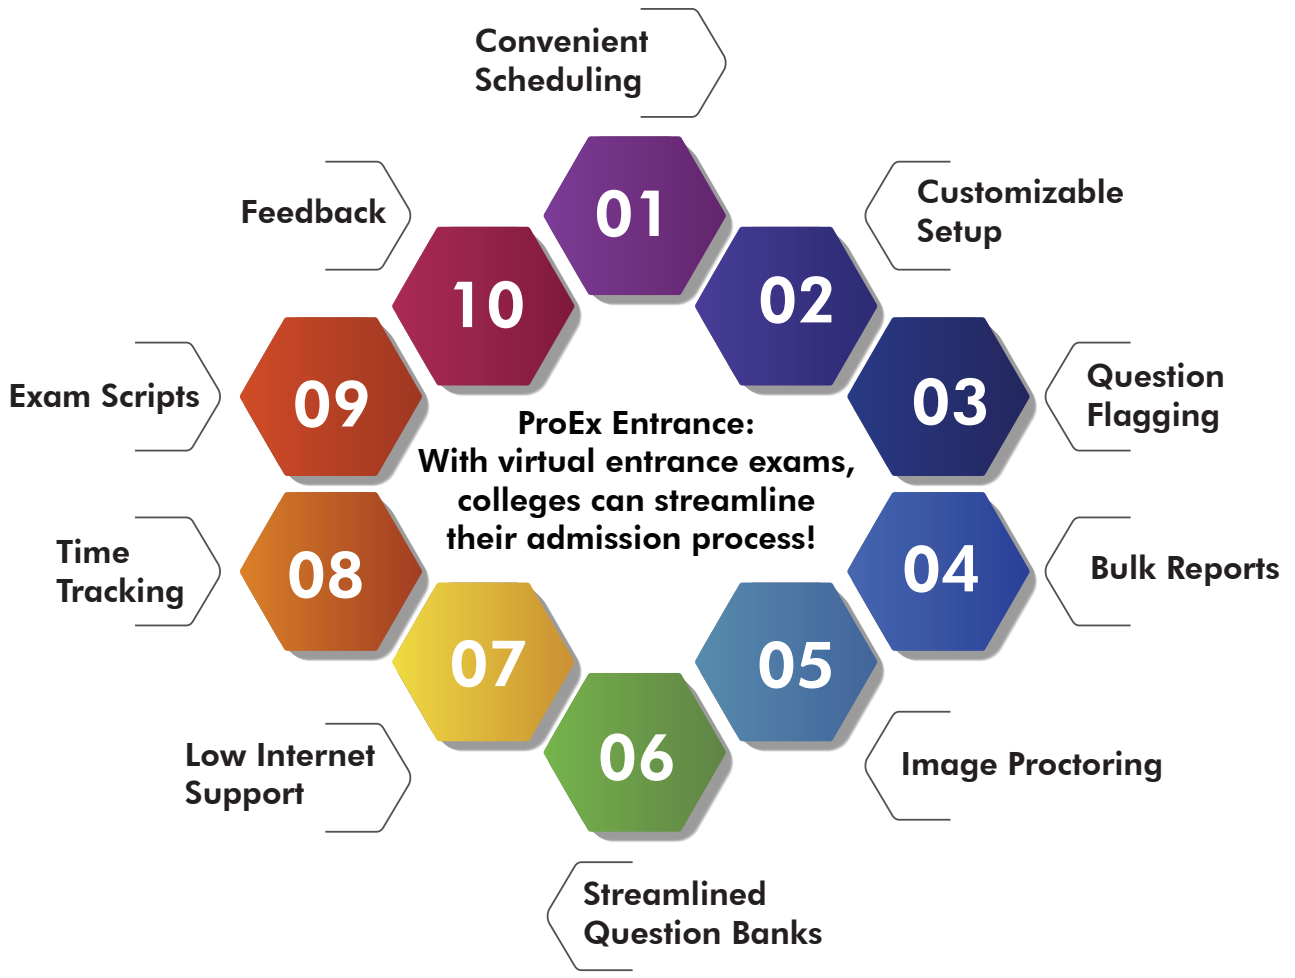 Convenient
Scheduling
01
Customizable
Setup
02
Question
Flagging
03
Bulk Reports
04
Image Proctoring
05
Streamlined
Question Banks
06
Low Internet
Support
07
Time
Tracking
08
Exam Scripts
09
Feedback
10
ProEx Entrance:
With virtual entrance exams,
colleges can streamline
their admission process!